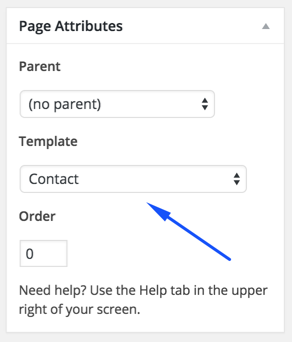 Page Attributes
Parent
(no parent)
Template
Contact
Order
0
Need help? Use the Help tab in the upper
right of your screen.